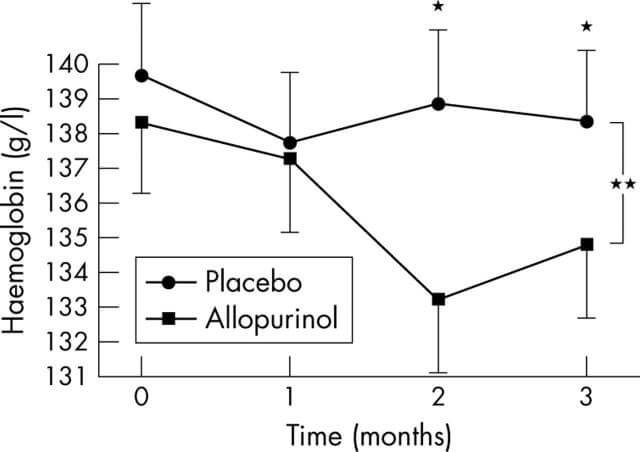 ★
★
140
139
138
137
136
135
134
133
132
131
Haemoglobin (g/l)
★★
Placebo
Allopurinol
0 1 2 3
Time (months)